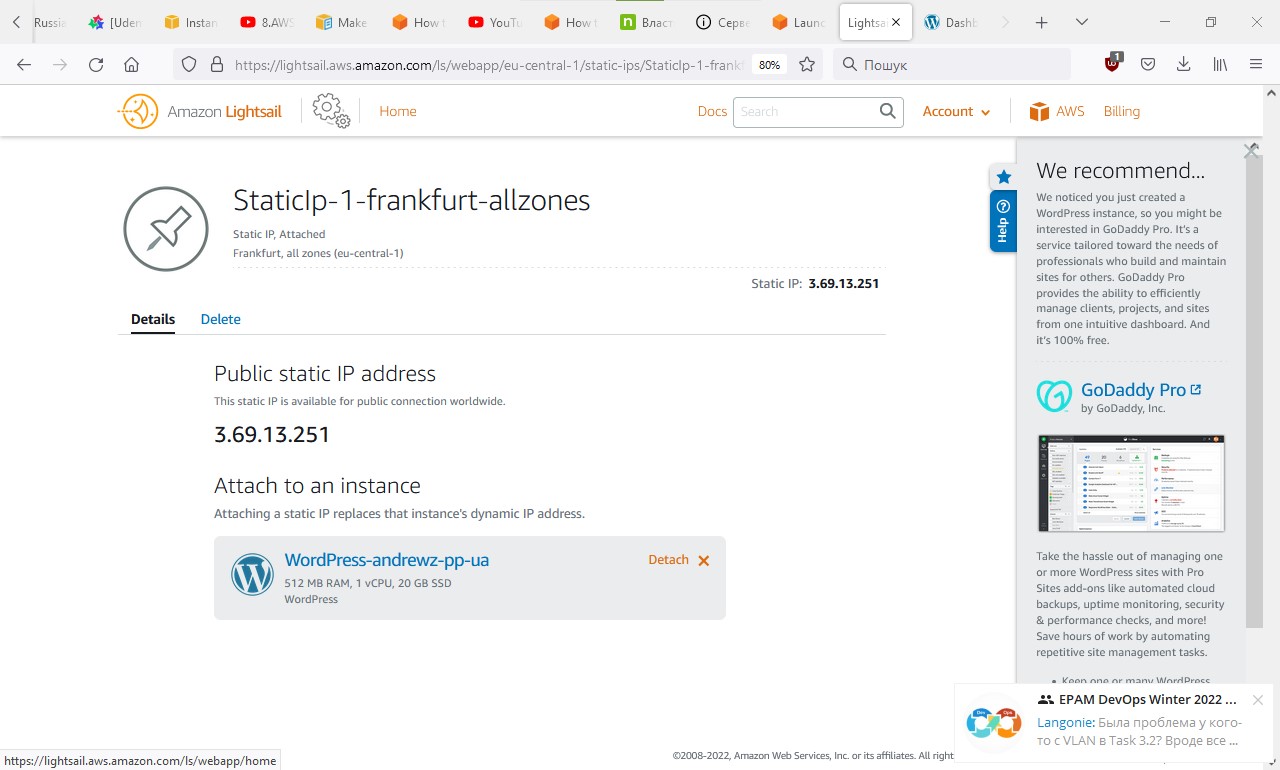 Russia
[Uden
Instan
8.AWS
Make
How t
YouTu
How t
Власт
Серве
Launc
Lightsai
Dashb
https://lightsail.aws.amazon.com/ls/webapp/eu-central-1/static-ips/StaticIp-1-frankf
80%
Пошук
1
Amazon Lightsail
Home
Docs
Search
Account
AWS
Billing
StaticIp-1-frankfurt-allzones
Static IP, Attached
Frankfurt, all zones (eu-central-1)
Static IP: 3.69.13.251
Details
Delete
Public static IP address
This static IP is available for public connection worldwide.
3.69.13.251
Attach to an instance
Attaching a static IP replaces that instance's dynamic IP address.
WordPress-andrewz-pp-ua
512 MB RAM, 1 vCPU, 20 GB SSD
WordPress
Detach
Help
We recommend...
We noticed you just created a
WordPress instance, so you might be
interested in GoDaddy Pro. It's a
service tailored toward the needs of
professionals who build and maintain
sites for others. GoDaddy Pro
provides the ability to efficiently
manage clients, projects, and sites
from one intuitive dashboard. And
it's 100% free.
GoDaddy Pro
by GoDaddy, Inc.
Take the hassle out of managing one
or more WordPress sites with Pro
Sites add-ons like automated cloud
backups, uptime monitoring, security
& performance checks, and more!
Save hours of work by automating
repetitive site management tasks.
• Keep one or many WordPress
Dev
Ops
EPAM DevOps Winter 2022 ...
Langonie: Была проблема у кого-
то с VLAN в Task 3.2? Вроде все ...
©2008-2022, Amazon Web Services, Inc. or its affiliates. All right
https://lightsail.aws.amazon.com/ls/webapp/home